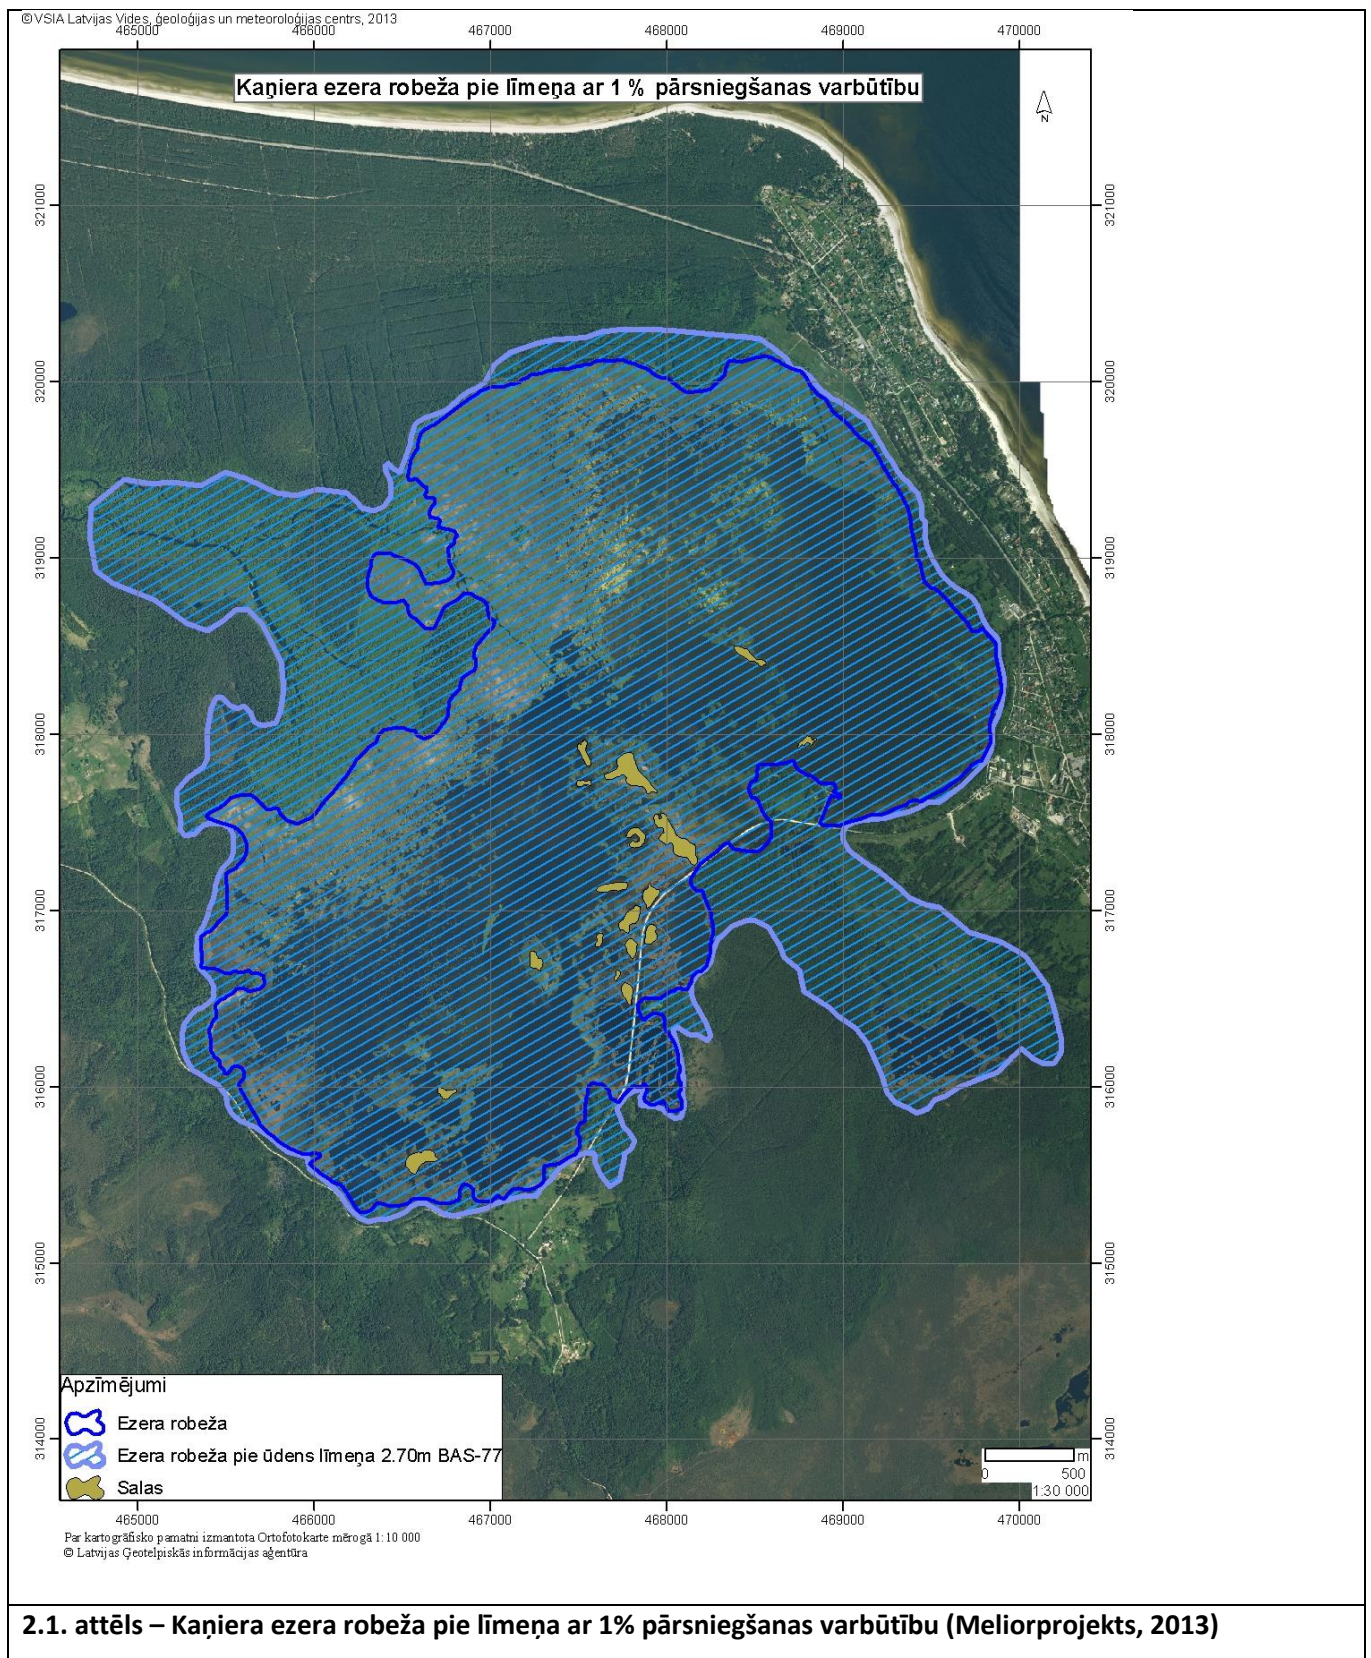 ©VSIA Latvijas Vides, ģeoloģijas un meteoroloģijas centrs, 2013
465000 466000 467000 468000 469000 470000
Kaņiera ezera robeža pie līmeņa ar 1 % pārsniegšanas varbūtību
N
321000 321000
320000 320000
319000 319000
318000 318000
317000 317000
316000 316000
315000 315000
314000 314000
Apzīmējumi
Ezera robeža
Ezera robeža pie ūdens līmeņa 2.70m BAS-77
Salas
m
0 500
1:30 000
465000 466000 467000 468000 469000 470000
Par kartogrāfisko pamatni izmantota Ortofotokarte mērogā 1:10 000
© Latvijas Ģeotelpiskās informācijas aģentūra
2.1. attēls – Kaņiera ezera robeža pie līmeņa ar 1% pārsniegšanas varbūtību (Meliorprojekts, 2013)